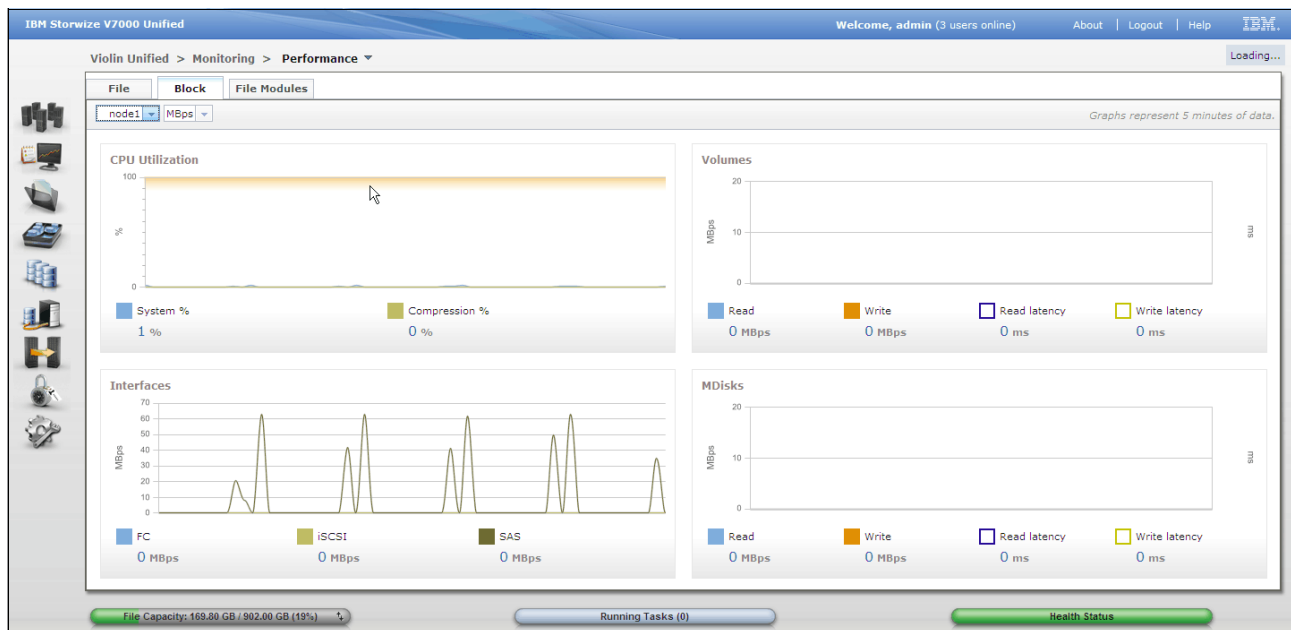 IBM Storwize V7000 Unified
Welcome, admin (3 users online)
About | Logout | Help
IBM.
Violin Unified > Monitoring > Performance
Loading...
File
Block
File Modules
node1
MBps
Graphs represent 5 minutes of data.
CPU Utilization
100
%
0
System %
Compression %
1 %
0 %
Volumes
20
MBps
10
ms
0
Read
Write
Read latency
Write latency
0 MBps
0 MBps
0 ms
0 ms
Interfaces
70
60
50
40
MBps
30
20
10
0
FC
iSCSI
SAS
0 MBps
0 MBps
0 MBps
MDisks
20
MBps
10
ms
0
Read
Write
Read latency
Write latency
0 MBps
0 MBps
0 ms
0 ms
File Capacity: 169.80 GB / 902.00 GB (19%)
Running Tasks (0)
Health Status